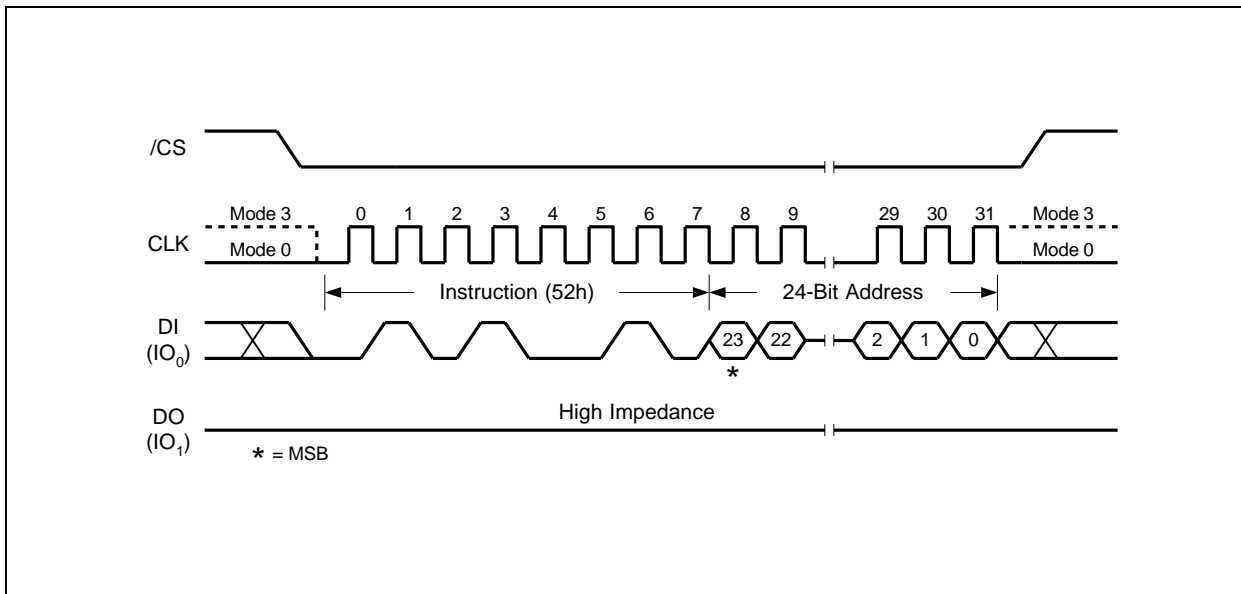 /CS
Mode 3 0 1 2 3 4 5 6 7 8 9 29 30 31 Mode 3
CLK Mode 0 Mode 0
Instruction (52h) 24-Bit Address
DI
(IO0) 23 22 2 1 0
*
High Impedance
DO
(IO1)
* = MSB